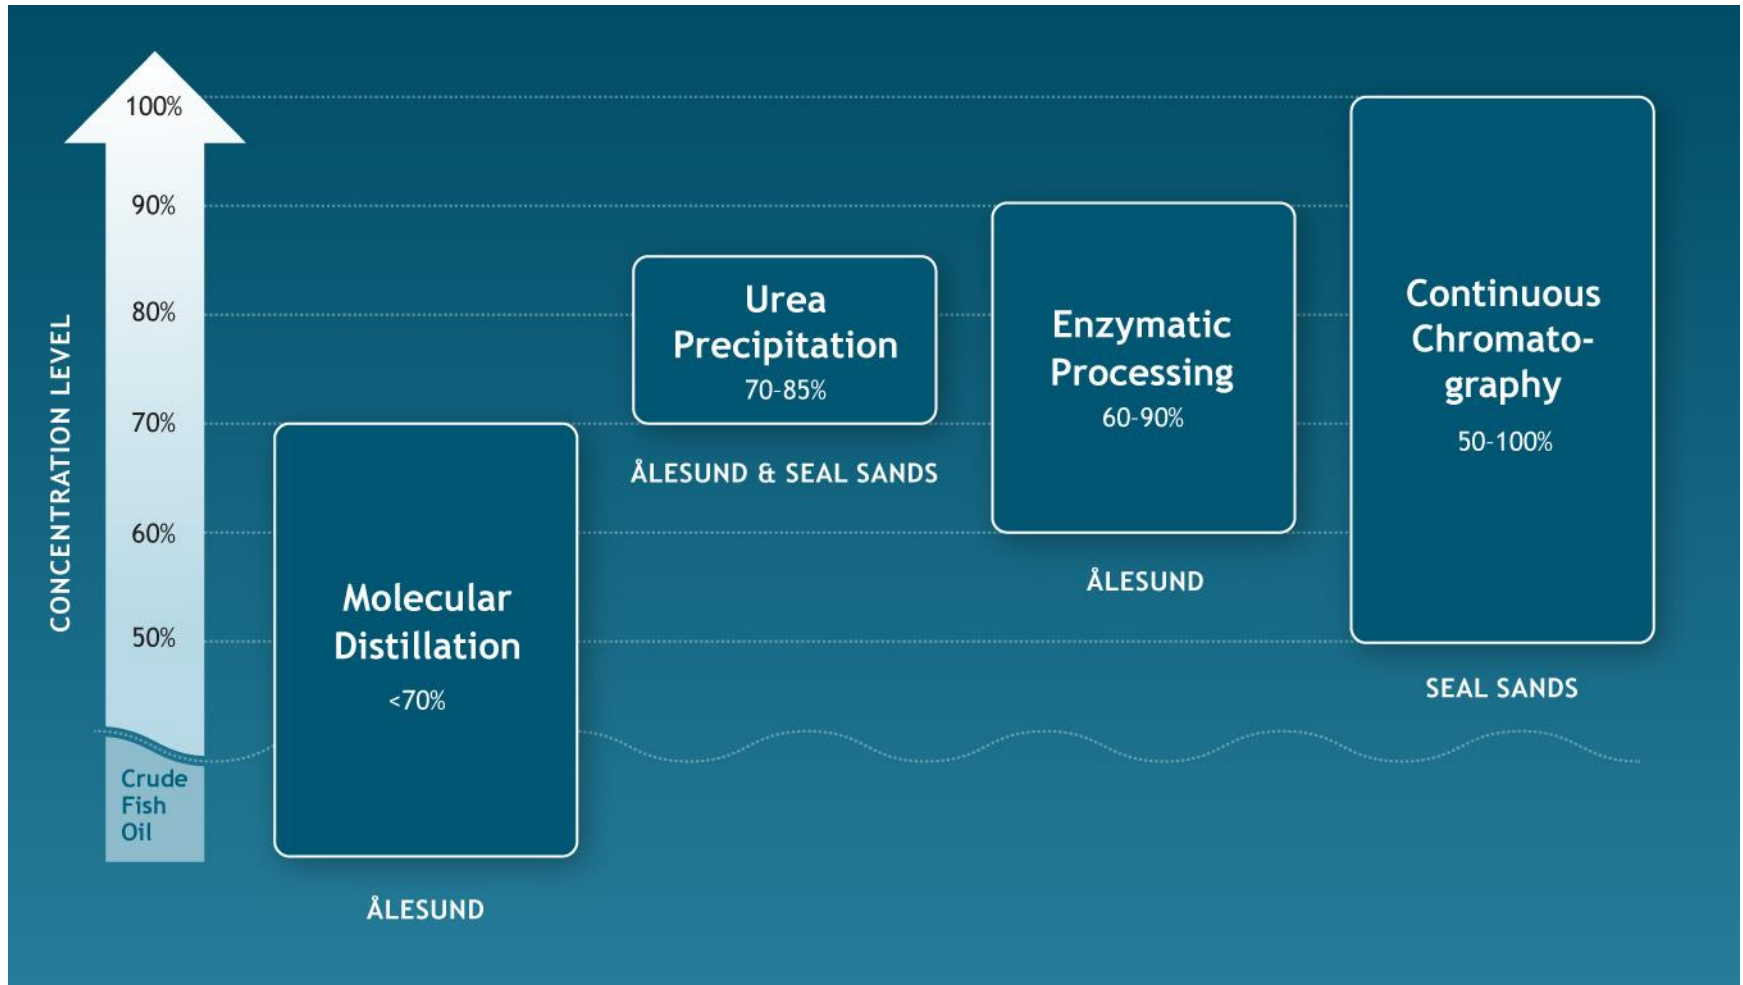 CONCENTRATION LEVEL
100%
90%
80%
70%
60%
50%
Crude
Fish
Oil
Molecular
Distillation
<70%
ÅLESUND
Urea
Precipitation
70-85%
ÅLESUND & SEAL SANDS
Enzymatic
Processing
60-90%
ÅLESUND
Continuous
Chromato-
graphy
50-100%
SEAL SANDS